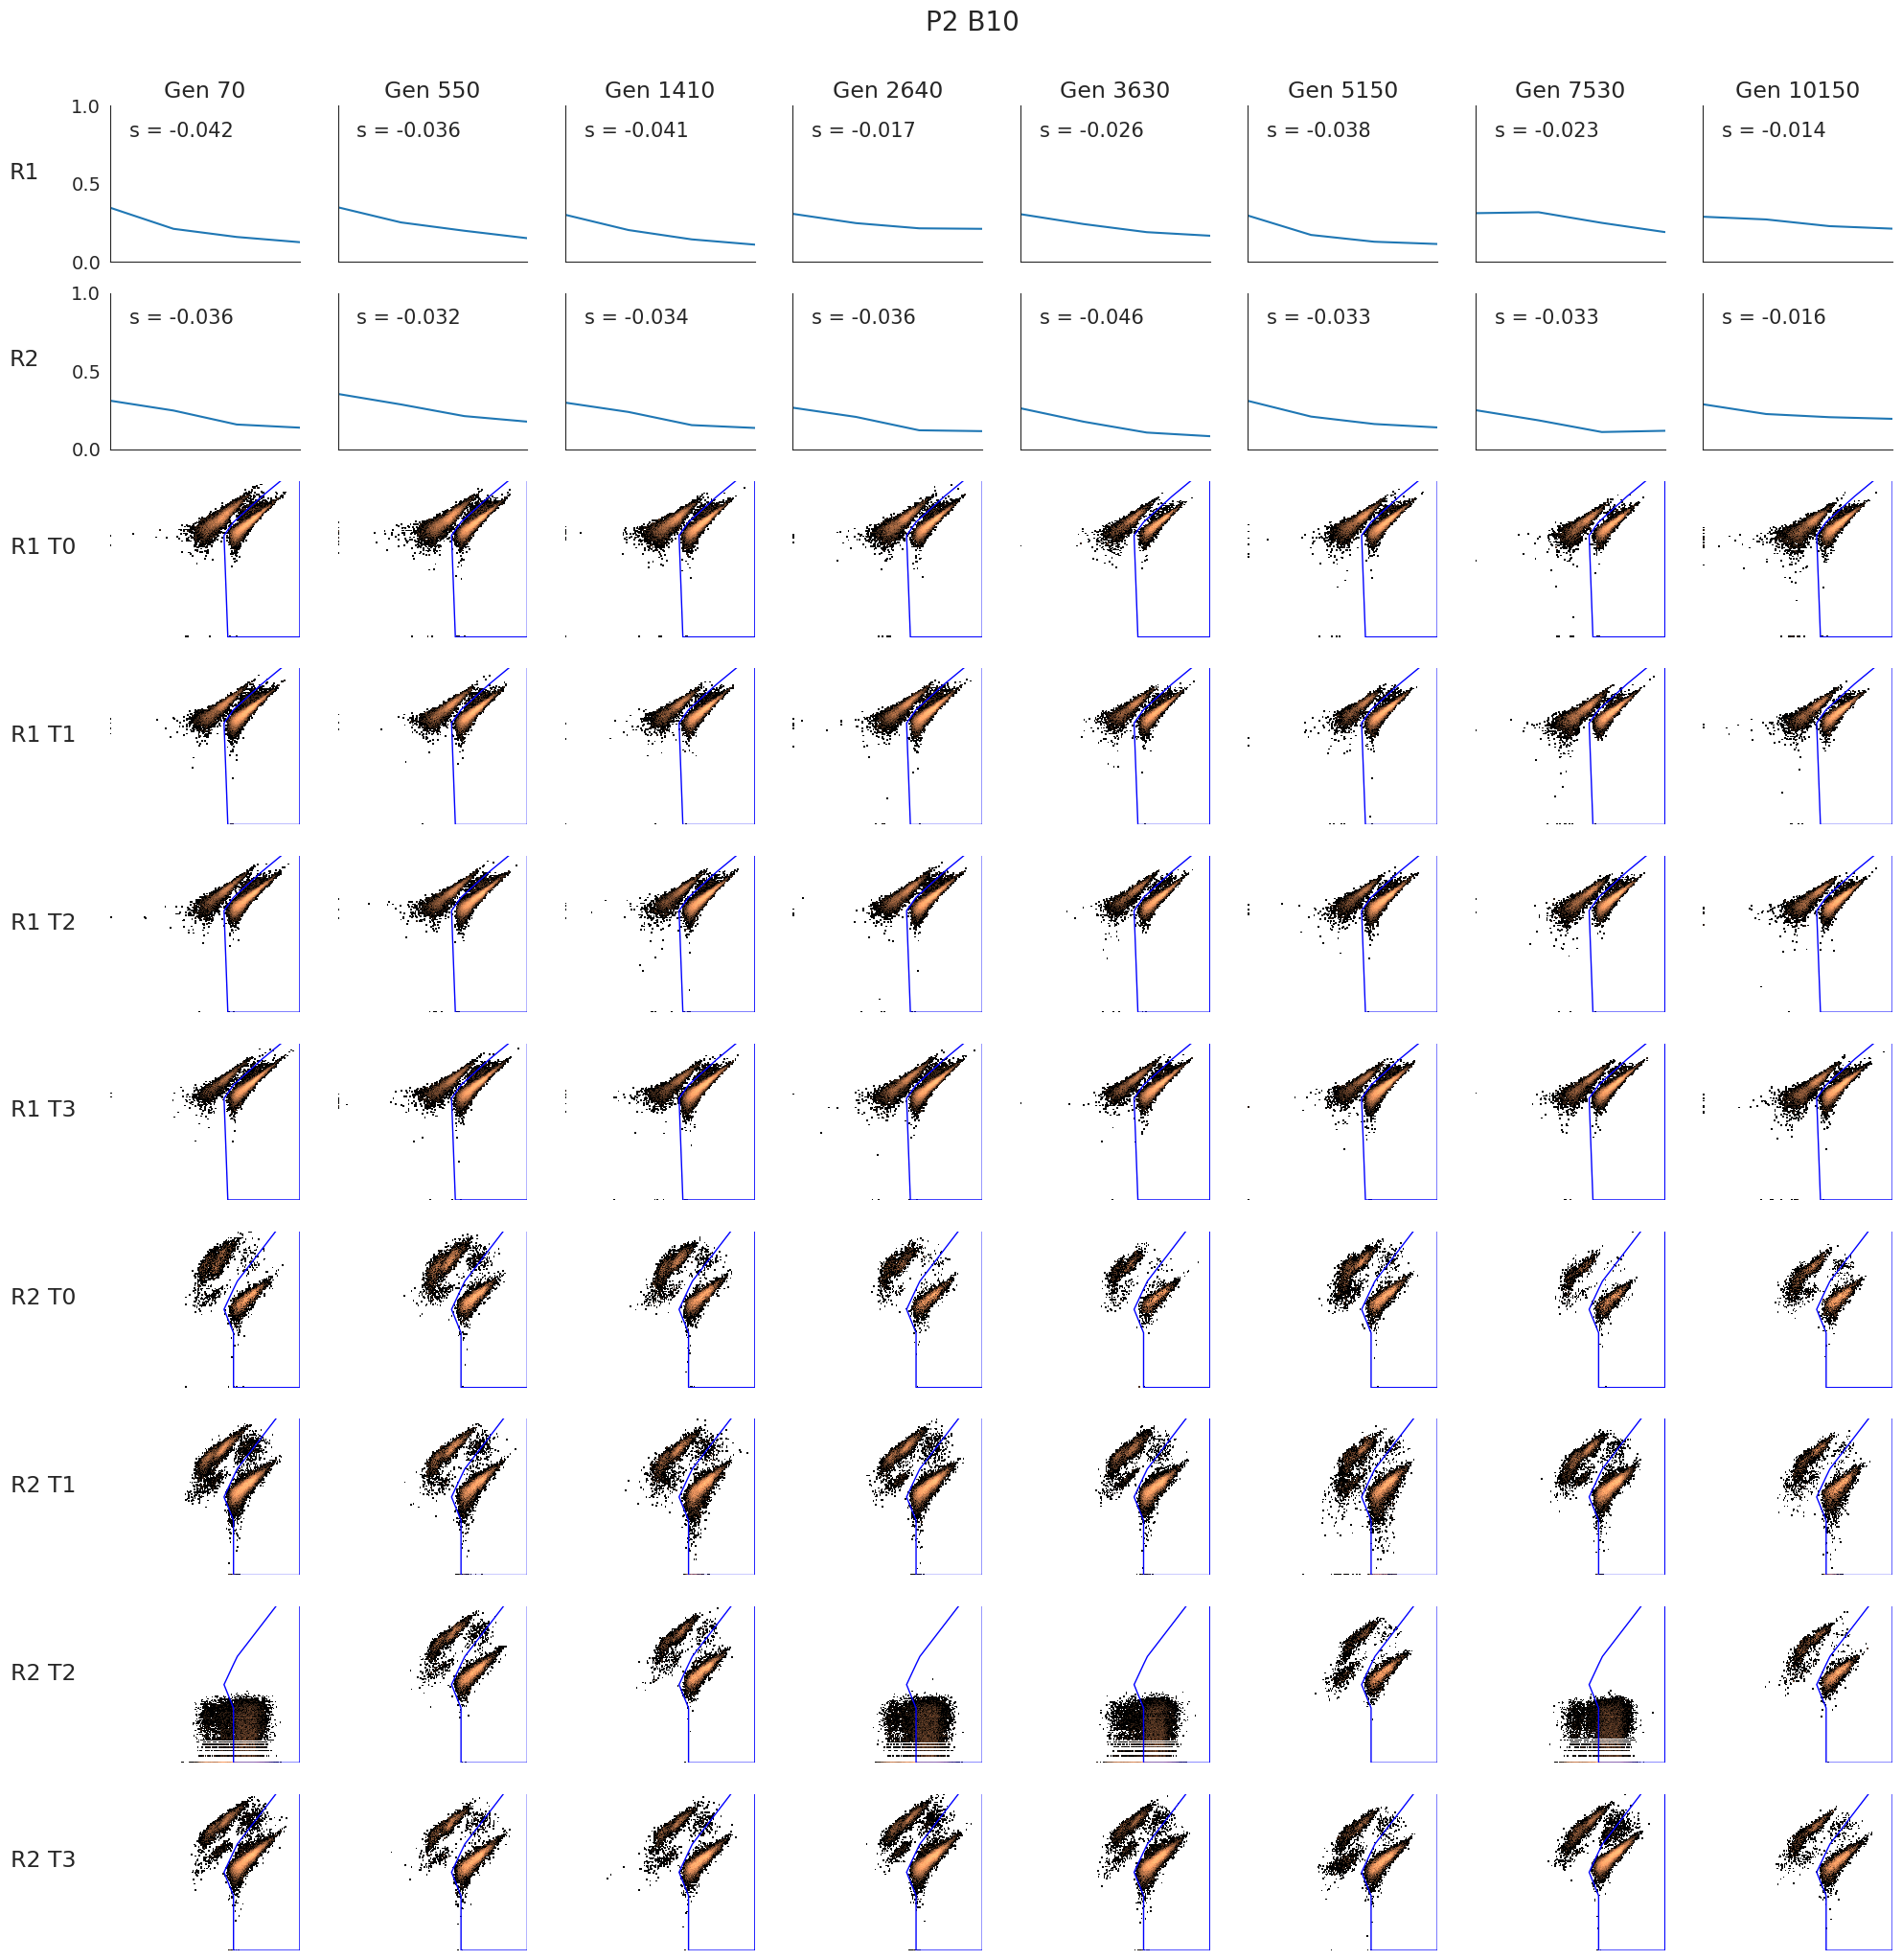 P2 B10
Gen 70 Gen 550 Gen 1410 Gen 2640 Gen 3630 Gen 5150 Gen 7530 Gen 10150
1.0
s = -0.042 s = -0.036 s = -0.041 s = -0.017 s = -0.026 s = -0.038 s = -0.023 s = -0.014
R1
0.5
0.0
1.0
s = -0.036 s = -0.032 s = -0.034 s = -0.036 s = -0.046 s = -0.033 s = -0.033 s = -0.016
R2
0.5
0.0
R1 T0
R1 T1
R1 T2
R1 T3
R2 T0
R2 T1
R2 T2
R2 T3